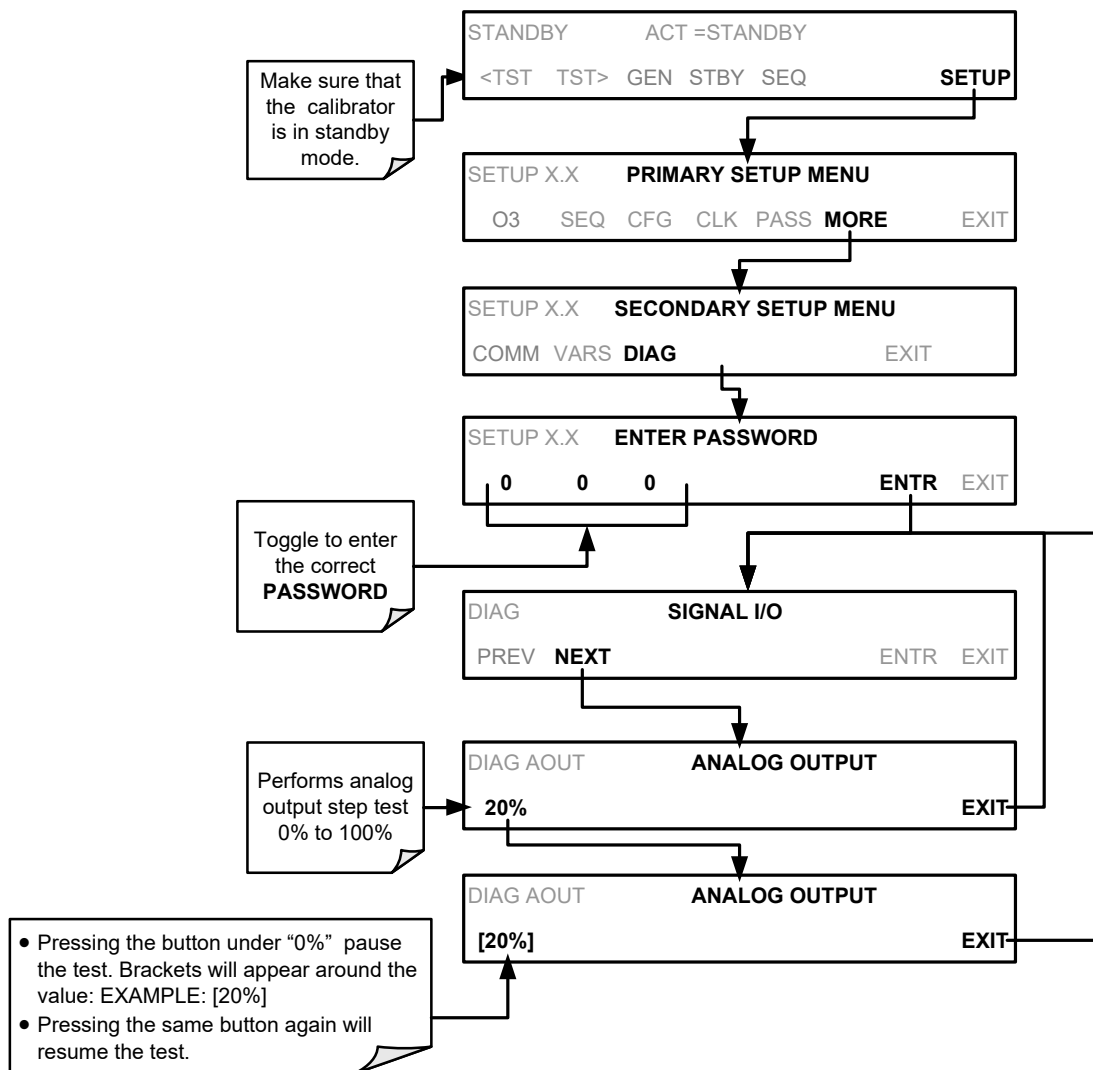 STANDBY ACT =STANDBY
<TST TST> GEN STBY SEQ SETUP
Make sure that
the calibrator
is in standby
mode.
SETUP X.X PRIMARY SETUP MENU
O3 SEQ CFG CLK PASS MORE EXIT
SETUP X.X SECONDARY SETUP MENU
COMM VARS DIAG EXIT
SETUP X.X ENTER PASSWORD
0 0 0 ENTR EXIT
Toggle to enter
the correct
PASSWORD
DIAG SIGNAL I/O
PREV NEXT ENTR EXIT
DIAG AOUT ANALOG OUTPUT
20% EXIT
Performs analog
output step test
0% to 100%
DIAG AOUT ANALOG OUTPUT
[20%] EXIT
• Pressing the button under “0%” pause
the test. Brackets will appear around the
value: EXAMPLE: [20%]
• Pressing the same button again will
resume the test.